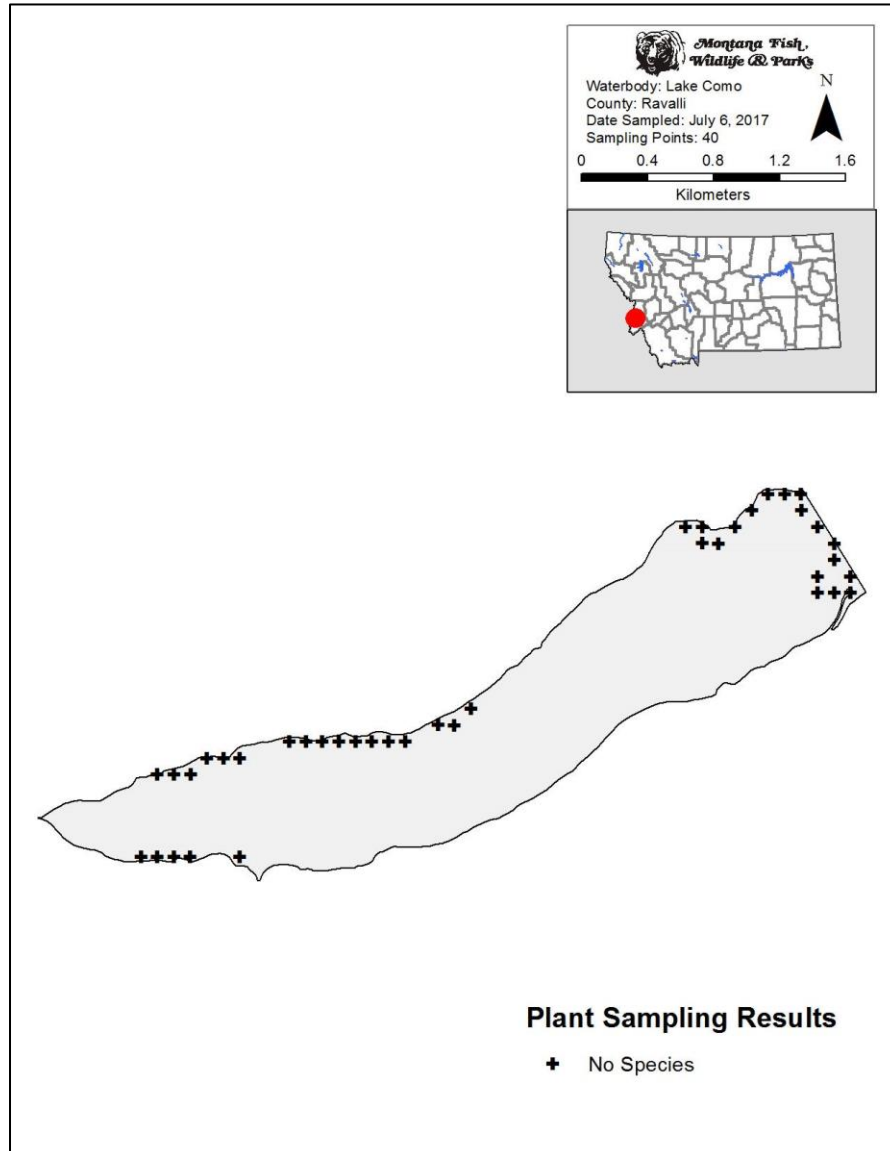 Montana Fish,
Wildlife & Parks
Waterbody: Lake Como
County: Ravalli
Date Sampled: July 6, 2017
Sampling Points: 40
N
0 0.4 0.8 1.2 1.6
Kilometers
Plant Sampling Results
No Species